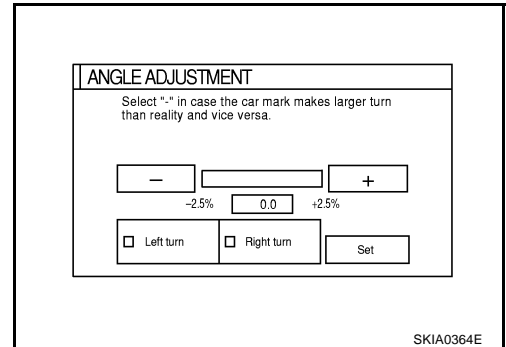 ANGLE ADJUSTMENT
Select "-" in case the car mark makes larger turn
than reality and vice versa.
− +
−2.5% 0.0 +2.5%
Left turn Right turn Set
SKIA0364E